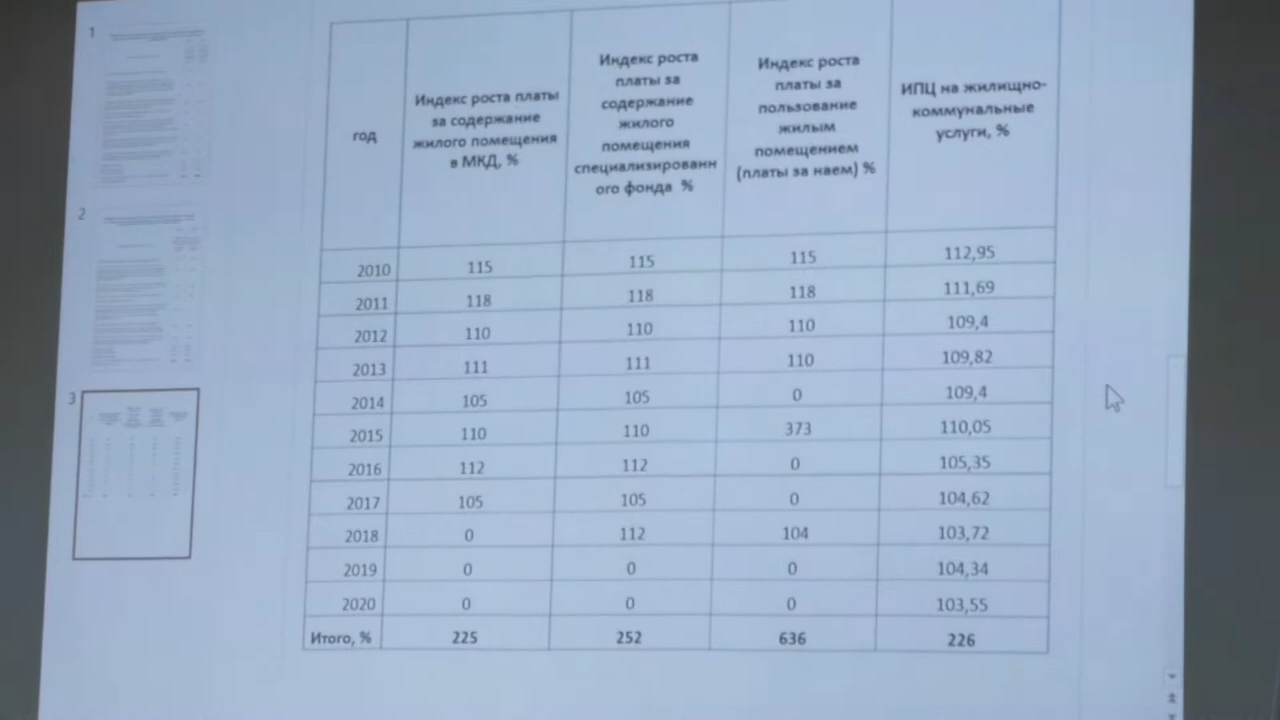 1
2
3
год
Индекс роста платы
за содержание
жилого помещения
в МКД, %
Индекс роста
платы за
содержание
жилого
помещения
специализированн
ого фонда %
Индекс роста
платы за
пользование
жилым
помещением
(платы за наем) %
ИПЦ на жилищно-
коммунальные
услуги, %
2010 115 115 115 112,95
2011 118 118 118 111,69
2012 110 110 110 109,4
2013 111 111 110 109,82
2014 105 105 0 109,4
2015 110 110 373 110,05
2016 112 112 0 105,35
2017 105 105 0 104,62
2018 0 112 104 103,72
2019 0 0 0 104,34
2020 0 0 0 103,55
Итого, % 225 252 636 226